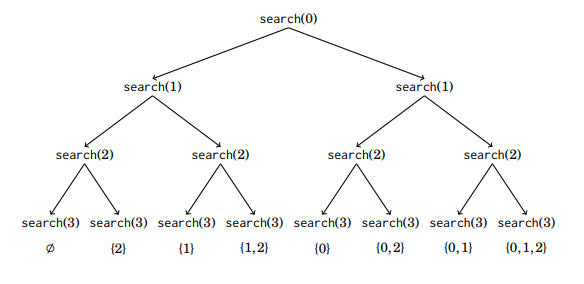 search(0)
search(1) search(1)
search(2) search(2) search(2) search(2)
search(3) search(3) search(3) search(3) search(3) search(3) search(3) search(3)
∅ {2} {1} {1,2} {0} {0,2} {0,1} {0,1,2}